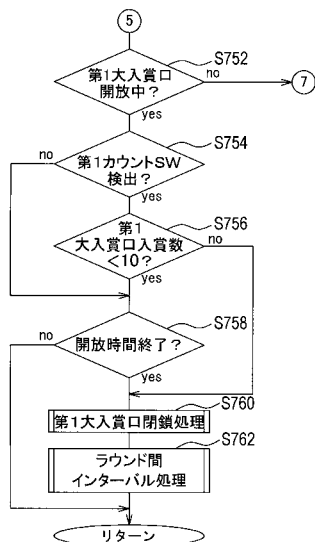 5
S752
第1大入賞口
開放中？
no
7
yes
S754
no
第1カウントSW
検出？
yes
S756
第1
大入賞口入賞数
<10？
no
yes
S758
no
開放時間終了？
yes
S760
第1大入賞口閉鎖処理
S762
ラウンド間
インターバル処理
リターン